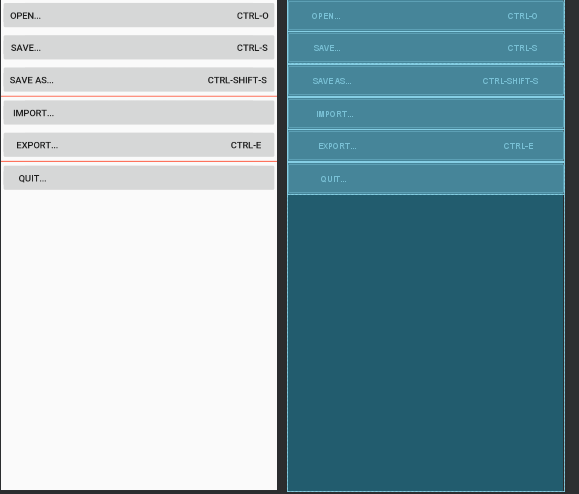 OPEN... CTRL-O OPEN... CTRL-O
SAVE... CTRL-S SAVE... CTRL-S
SAVE AS... CTRL-SHIFT-S SAVE AS... CTRL-SHIFT-S
IMPORT... IMPORT...
EXPORT... CTRL-E EXPORT... CTRL-E
QUIT... QUIT...